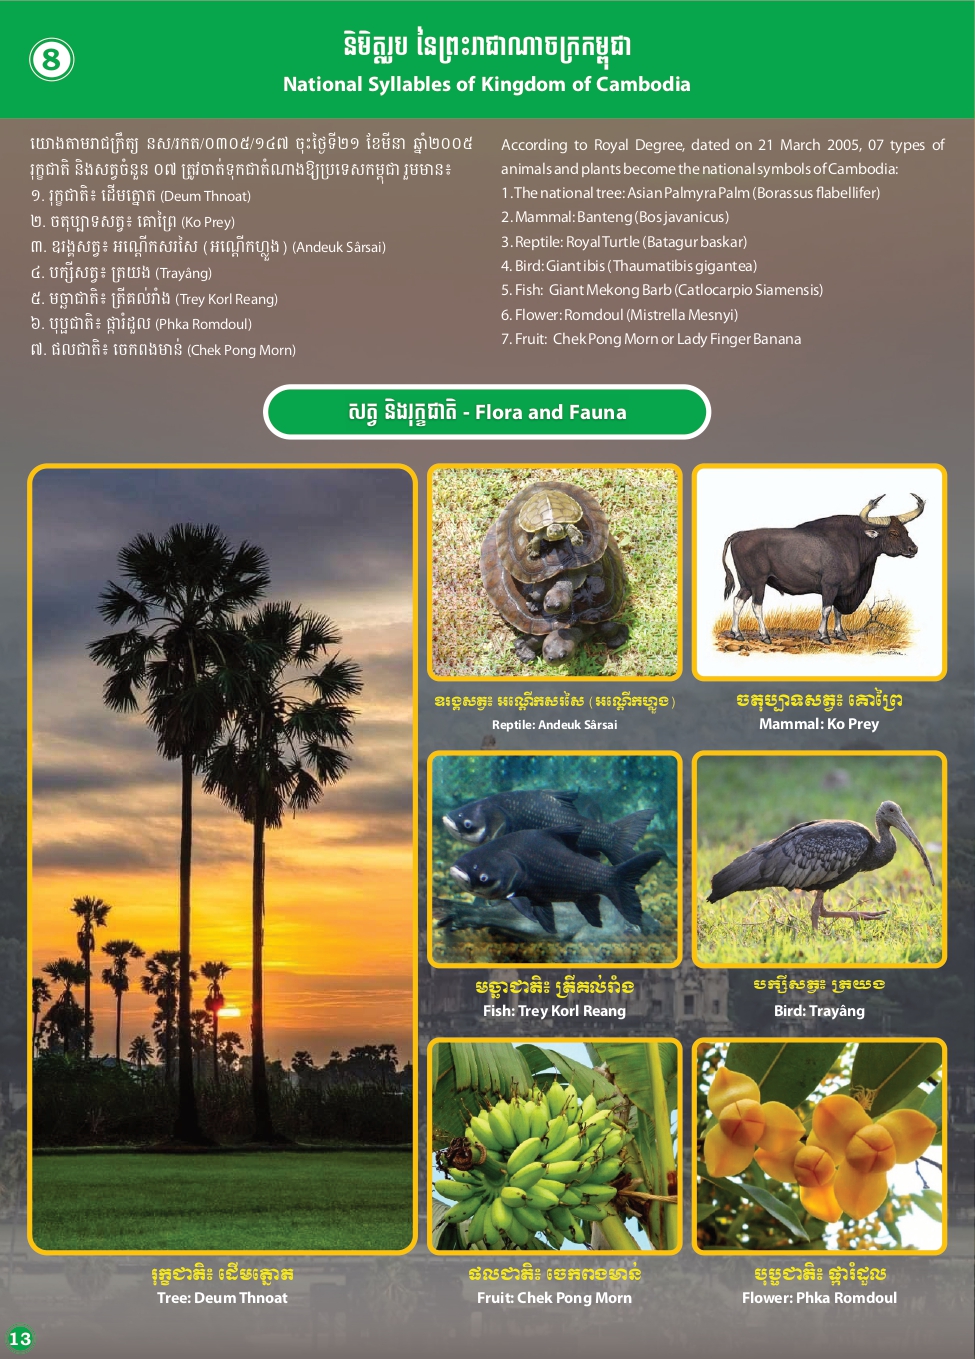 8
និមិត្តរូប នៃព្រះរាជាណាចក្រកម្ពុជា
National Syllables of Kingdom of Cambodia
យោងតាមរាជក្រឹត្យ នស/រកត/០៣០៥/១៤៧ ចុះថ្ងៃទី២១ ខែមីនា ឆ្នាំ២០០៥
រុក្ខជាតិ និងសត្វចំនួន ០៧ ត្រូវចាត់ទុកជាតំណាងឱ្យប្រទេសកម្ពុជា រួមមាន៖
១. រុក្ខជាតិ៖ ដើមត្នោត (Deum Thnoat)
២. ចតុប្បាទសត្វ៖ គោព្រៃ (Ko Prey)
៣. ឧរង្គសត្វ៖ អណ្តើកសរសៃ (អណ្តើកហ្លួង) (Andeuk Sârsai)
៤. បក្សីសត្វ៖ ត្រយង (Trayâng)
៥. មច្ឆាជាតិ៖ ត្រីគល់រាំង (Trey Korl Reang)
៦. បុប្ផជាតិ៖ ផ្ការំដួល (Phka Romdoul)
៧. ផលជាតិ៖ ចេកពងមាន់ (Chek Pong Morn)
According to Royal Degree, dated on 21 March 2005, 07 types of
animals and plants become the national symbols of Cambodia:
1.The national tree: Asian Palmyra Palm (Borassus flabellifer)
2. Mammal: Banteng (Bos javanicus)
3. Reptile: Royal Turtle (Batagur baskar)
4. Bird: Giant ibis (Thaumatibis gigantea)
5. Fish: Giant Mekong Barb (Catlocarpio Siamensis)
6. Flower: Romdoul (Mistrella Mesnyi)
7. Fruit: Chek Pong Morn or Lady Finger Banana
សត្វ និងរុក្ខជាតិ - Flora and Fauna
ឧរង្គសត្វ៖ អណ្តើកសរសៃ (អណ្តើកហ្លួង)
Reptile: Andeuk Sârsai
ចតុប្បាទសត្វ៖ គោព្រៃ
Mammal: Ko Prey
មច្ឆាជាតិ៖ ត្រីគល់រាំង
Fish: Trey Korl Reang
បក្សីសត្វ៖ ត្រយង
Bird: Trayâng
រុក្ខជាតិ៖ ដើមត្នោត
Tree: Deum Thnoat
ផលជាតិ៖ ចេកពងមាន់
Fruit: Chek Pong Morn
បុប្ផជាតិ៖ ផ្ការំដួល
Flower: Phka Romdoul
13